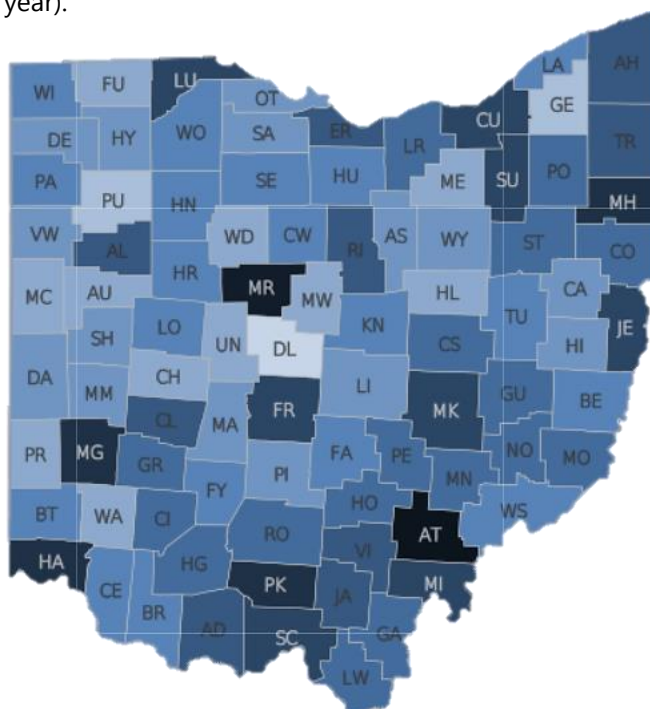 year).
LA
AH
WI
FU
LU
OT
GE
CU
DE
HY
WO
SA
ER
LR
TR
PA
SE
HU
ME
SU
PO
PU
HN
MH
VW
AL
WD
CW
RI
AS
WY
ST
CO
MC
AU
HR
MR
MW
HL
CA
SH
LO
UN
DL
KN
CS
TU
HI
JE
DA
MM
CH
LI
GU
BE
CL
MA
FR
MK
PR
MG
GR
PI
FA
PE
NO
MO
FY
MN
BT
WA
CI
HO
WS
RO
AT
HA
HG
VI
CE
PK
JA
MI
BR
AD
SC
GA
LW